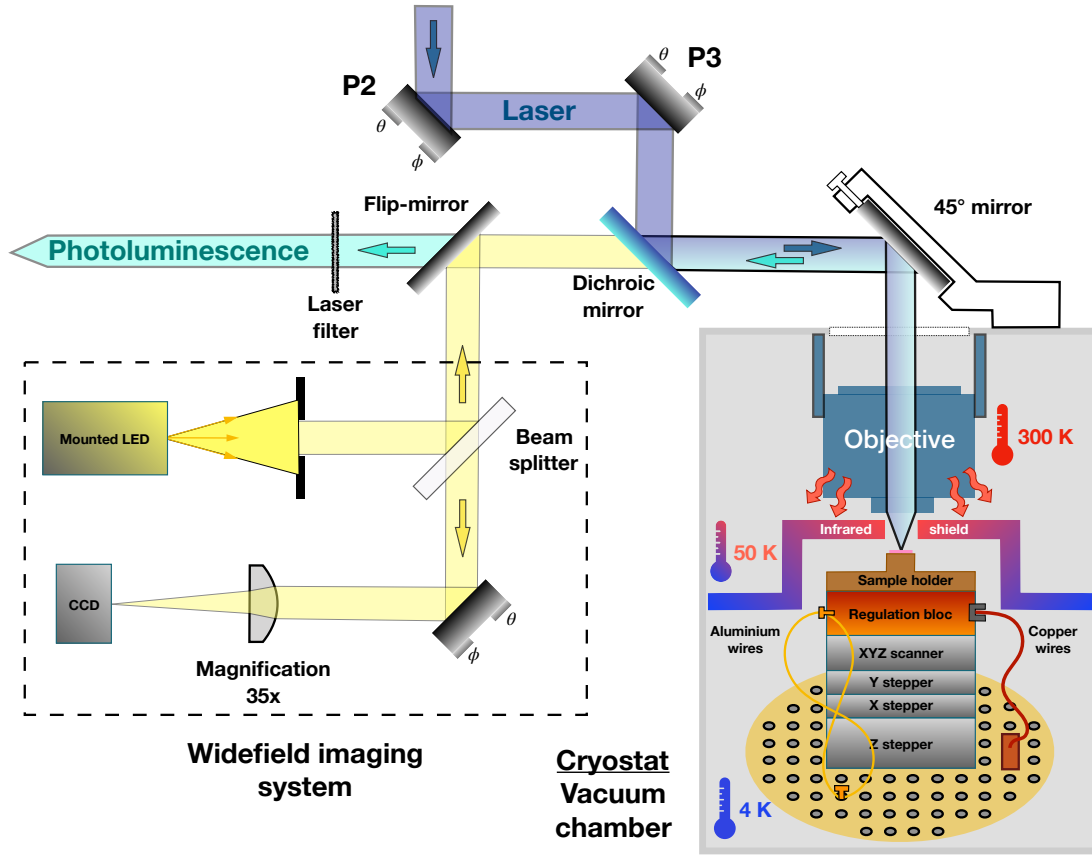 θ
P3
P2
ϕ
Laser
θ
ϕ
Flip-mirror
45° mirror
Photoluminescence
Dichroic
mirror
Laser
filter
Mounted LED
Beam
splitter
Objective
300 K
Infrared
shield
50 K
CCD
Sample holder
θ
Regulation bloc
Aluminium
wires
Copper
wires
ϕ
XYZ scanner
Magnification
35x
Y stepper
X stepper
Z stepper
Widefield imaging
system
Cryostat
Vacuum
chamber
4 K